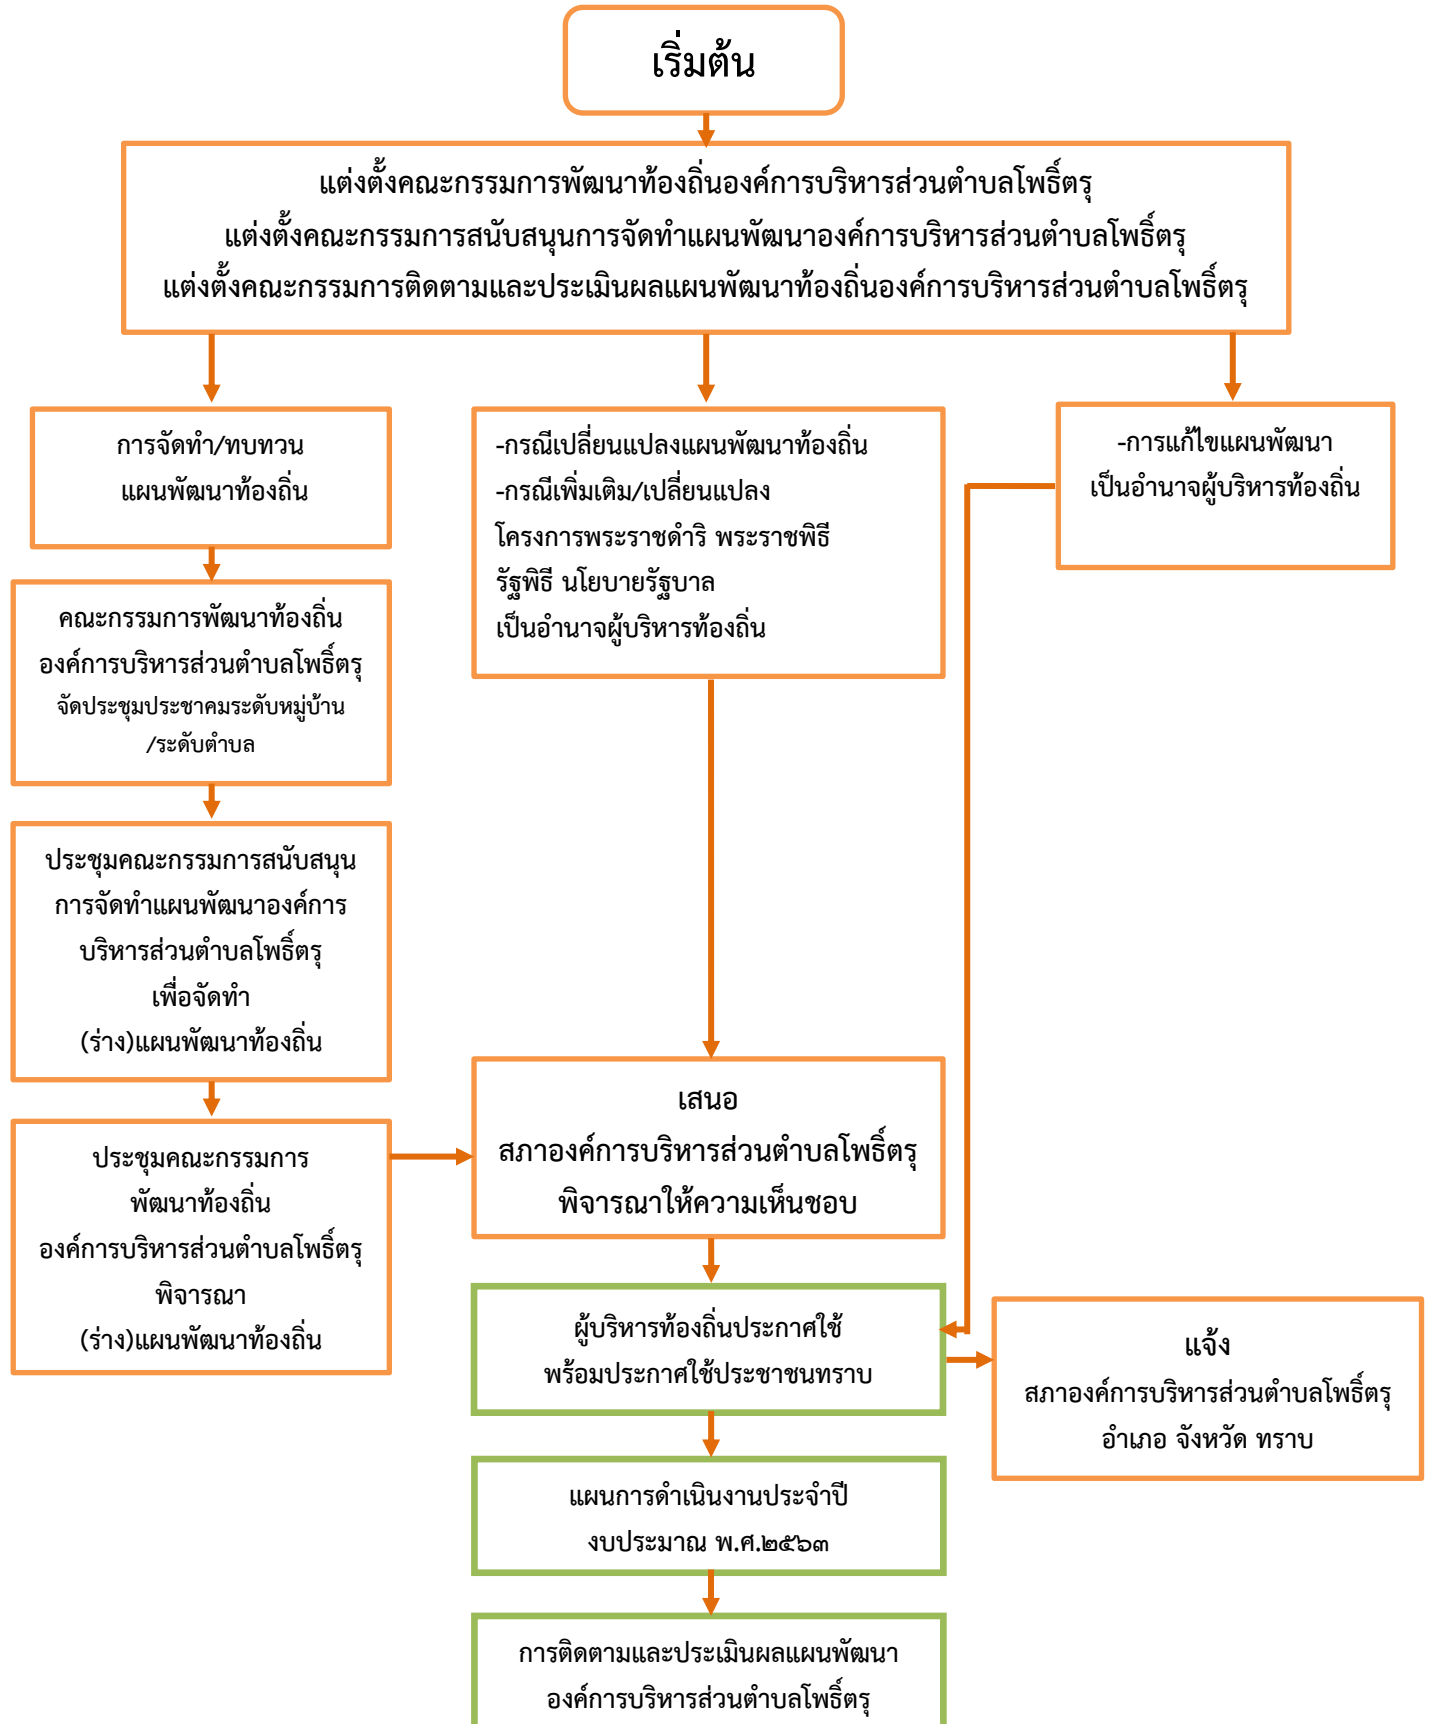 เริ่มต้น
แต่งตั้งคณะกรรมการพัฒนาท้องถิ่นองค์การบริหารส่วนตำบลโพธิ์ตรุ
แต่งตั้งคณะกรรมการสนับสนุนการจัดทำแผนพัฒนาองค์การบริหารส่วนตำบลโพธิ์ตรุ
แต่งตั้งคณะกรรมการติดตามและประเมินผลแผนพัฒนาท้องถิ่นองค์การบริหารส่วนตำบลโพธิ์ตรุ
การจัดทำ/ทบทวน
แผนพัฒนาท้องถิ่น
-กรณีเปลี่ยนแปลงแผนพัฒนาท้องถิ่น
-กรณีเพิ่มเติม/เปลี่ยนแปลง
โครงการพระราชดำริ พระราชพิธี
รัฐพิธี นโยบายรัฐบาล
เป็นอำนาจผู้บริหารท้องถิ่น
-การแก้ไขแผนพัฒนา
เป็นอำนาจผู้บริหารท้องถิ่น
คณะกรรมการพัฒนาท้องถิ่น
องค์การบริหารส่วนตำบลโพธิ์ตรุ
จัดประชุมประชาคมระดับหมู่บ้าน
/ระดับตำบล
ประชุมคณะกรรมการสนับสนุน
การจัดทำแผนพัฒนาองค์การ
บริหารส่วนตำบลโพธิ์ตรุ
เพื่อจัดทำ
(ร่าง)แผนพัฒนาท้องถิ่น
ประชุมคณะกรรมการ
พัฒนาท้องถิ่น
องค์การบริหารส่วนตำบลโพธิ์ตรุ
พิจารณา
(ร่าง)แผนพัฒนาท้องถิ่น
เสนอ
สภาองค์การบริหารส่วนตำบลโพธิ์ตรุ
พิจารณาให้ความเห็นชอบ
ผู้บริหารท้องถิ่นประกาศใช้
พร้อมประกาศใช้ประชาชนทราบ
แจ้ง
สภาองค์การบริหารส่วนตำบลโพธิ์ตรุ
อำเภอ จังหวัด ทราบ
แผนการดำเนินงานประจำปี
งบประมาณ พ.ศ.๒๕๖๓
การติดตามและประเมินผลแผนพัฒนา
องค์การบริหารส่วนตำบลโพธิ์ตรุ